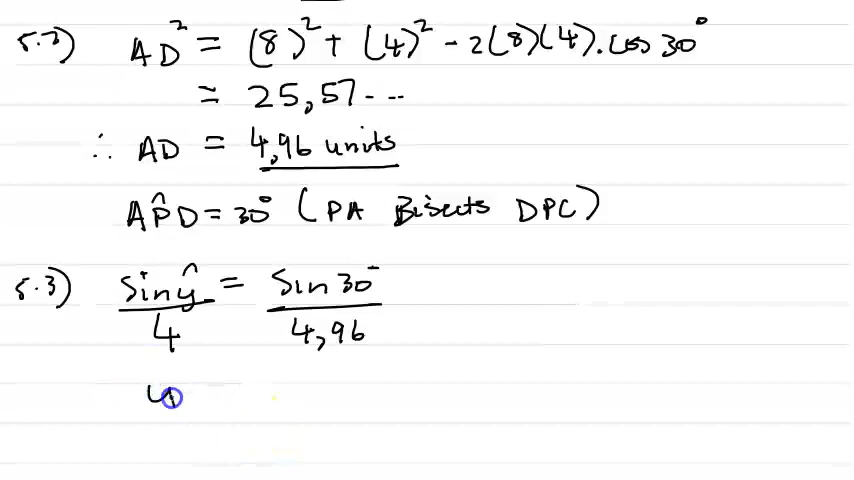 5.2) AD² = (8)² + (4)² - 2(8)(4).cos 30°
= 25,57...
∴ AD = 4,96 units
AP̂D = 30° (PA Bisects DPC)
5.3) sin ŷ / 4 = sin 30° / 4,96
y